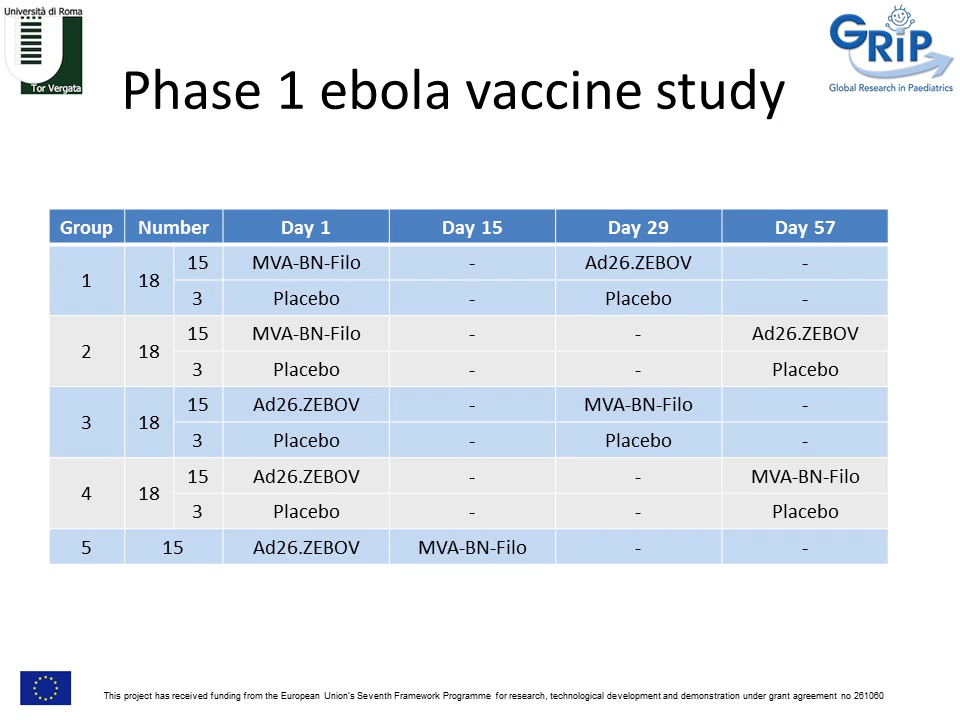 Università di Roma
Tor Vergata
GRiP
Global Research in Paediatrics
Phase 1 ebola vaccine study
Group Number Day 1 Day 15 Day 29 Day 57
1 18 15 MVA-BN-Filo - Ad26.ZEBOV -
3 Placebo - Placebo -
2 18 15 MVA-BN-Filo - - Ad26.ZEBOV
3 Placebo - - Placebo
3 18 15 Ad26.ZEBOV - MVA-BN-Filo -
3 Placebo - Placebo -
4 18 15 Ad26.ZEBOV - - MVA-BN-Filo
3 Placebo - - Placebo
5 15 Ad26.ZEBOV MVA-BN-Filo - -
This project has received funding from the European Union's Seventh Framework Programme for research, technological development and demonstration under grant agreement no 261060